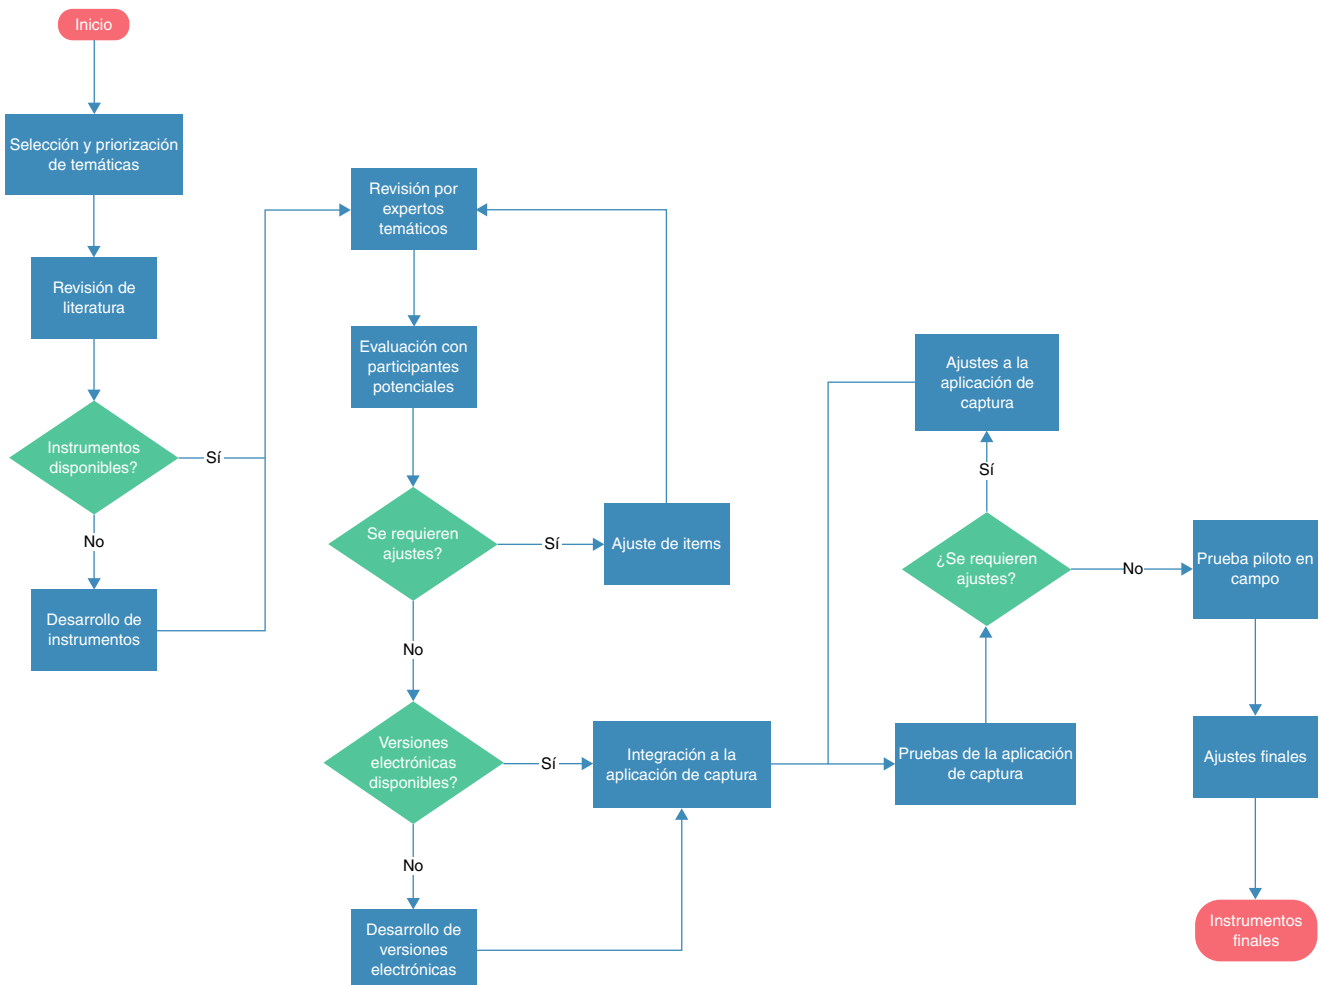 Inicio
Selección y priorización
de temáticas
Revisión de
literatura
Instrumentos
disponibles?
Sí
No
Desarrollo de
instrumentos
Revisión por
expertos
temáticos
Evaluación con
participantes
potenciales
Se requieren
ajustes?
Sí
Ajuste de items
No
Versiones
electrónicas
disponibles?
Sí
No
Desarrollo de
versiones
electrónicas
Integración a la
aplicación de captura
Pruebas de la aplicación
de captura
¿Se requieren
ajustes?
Sí
Ajustes a la
aplicación de
captura
No
Prueba piloto en
campo
Ajustes finales
Instrumentos
finales